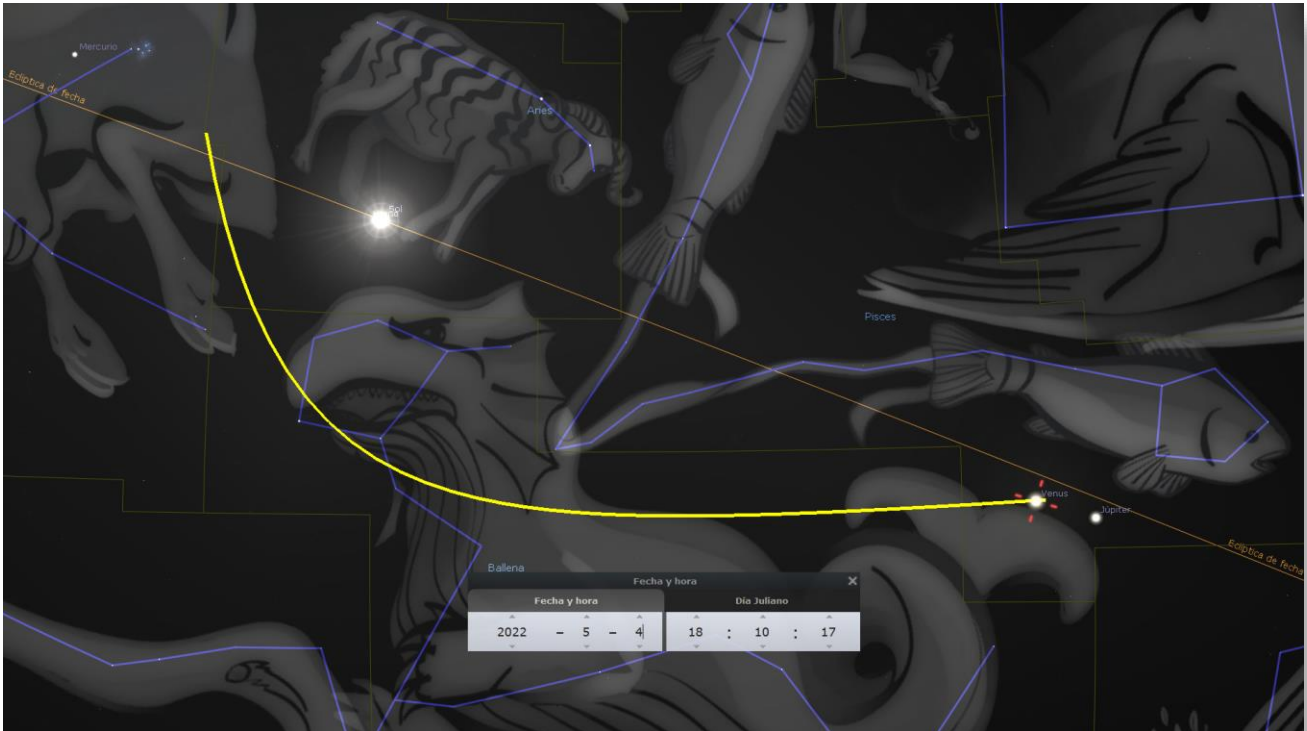 Mercurio
Eclíptica de fecha
Aries
Sol
Pisces
Venus
Júpiter
Eclíptica de fecha
Ballena
Fecha y hora
Fecha y hora
Día Juliano
2022 – 5 – 4 18 : 10 : 17